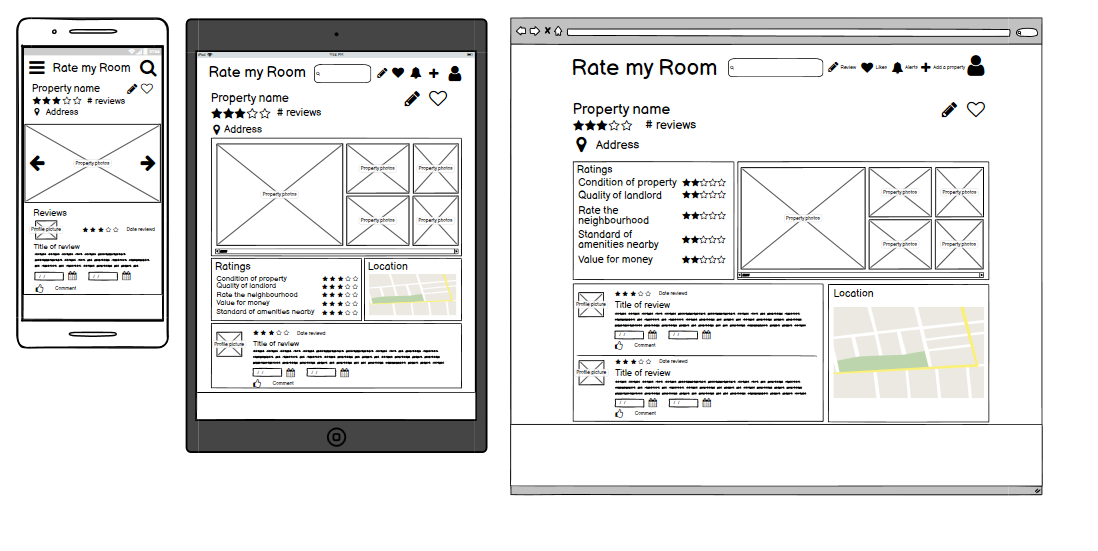 Rate my Room
Property name
# reviews
Address
Property photos
Reviews
Profile picture
Date reviewd
Title of review
/ /
/ /
Comment
iPad
Rate my Room
Property name
# reviews
Address
Property photos
Property photos
Property photos
Property photos
Property photos
Ratings
Condition of property
Quality of landlord
Rate the neighbourhood
Value for money
Standard of amenities nearby
Location
Profile picture
Date reviewd
Title of review
/ /
/ /
Comment
Rate my Room
Review
Likes
Alerts
Add a property
Property name
# reviews
Address
Ratings
Condition of property
Quality of landlord
Rate the
neighbourhood
Standard of
amenities nearby
Value for money
Property photos
Property photos
Property photos
Property photos
Property photos
Profile picture
Date reviewd
Title of review
/ /
/ /
Comment
Profile picture
Date reviewd
Title of review
/ /
/ /
Comment
Location